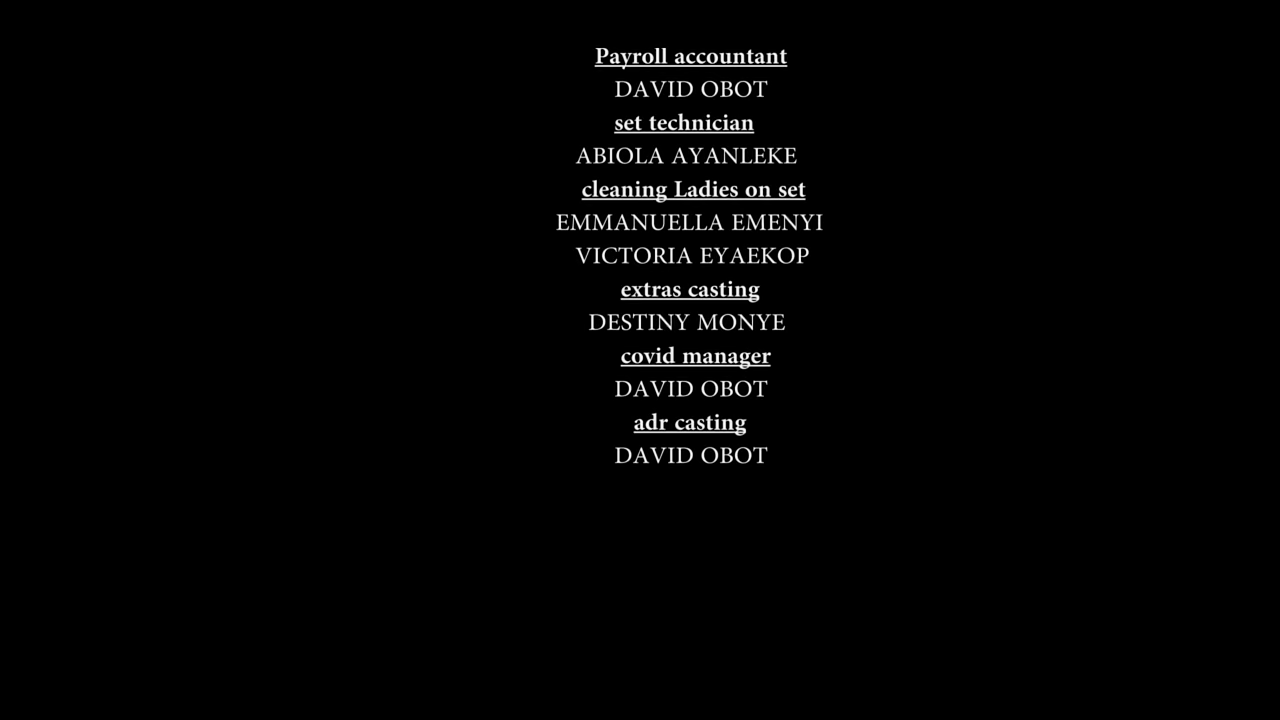 Payroll accountant
DAVID OBOT
set technician
ABIOLA AYANLEKE
cleaning Ladies on set
EMMANUELLA EMENYI
VICTORIA EYAEKOP
extras casting
DESTINY MONYE
covid manager
DAVID OBOT
adr casting
DAVID OBOT